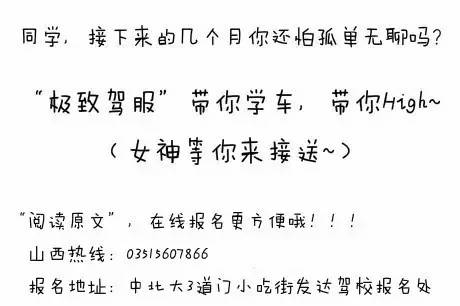 同学，接下来的几个月你还怕孤单无聊吗？
“极致驾服”带你学车，带你High~
（女神等你来接送~）
“阅读原文”，在线报名更方便哦！！！
山西热线：03515607866
报名地址：中北大3道门小吃街发达驾校报名处